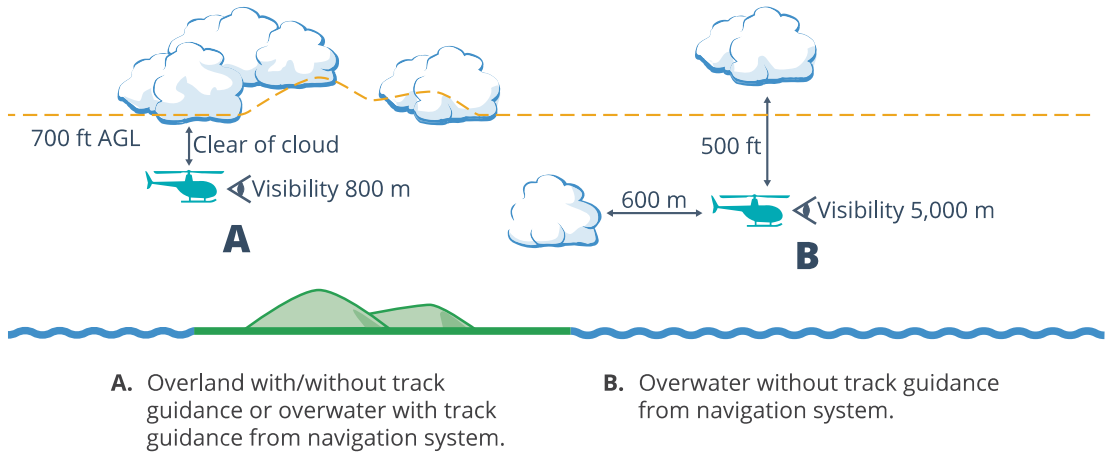 700 ft AGL
Clear of cloud
Visibility 800 m
A
500 ft
600 m
Visibility 5,000 m
B
A. Overland with/without track
guidance or overwater with track
guidance from navigation system.
B. Overwater without track guidance
from navigation system.